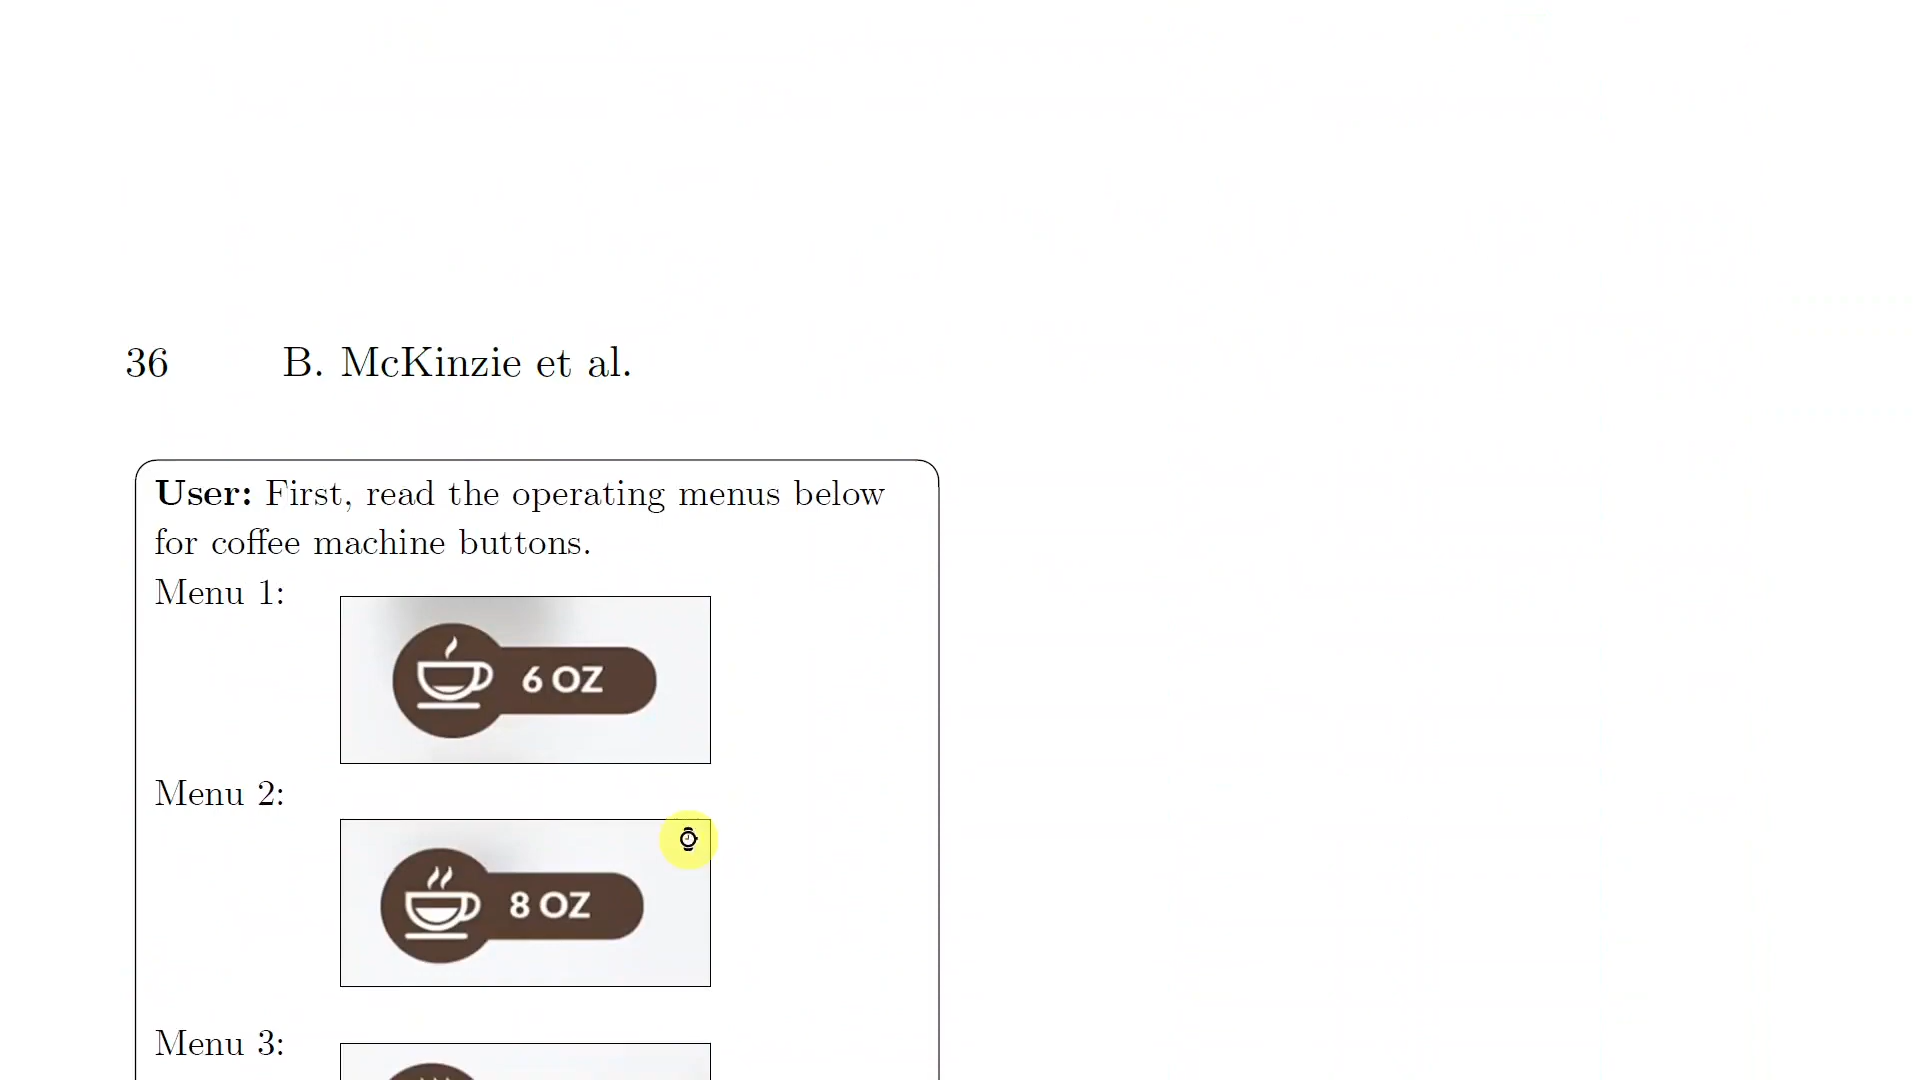 36 B. McKinzie et al.
User: First, read the operating menus below
for coffee machine buttons.
Menu 1:
6 OZ
Menu 2:
8 OZ
Menu 3: